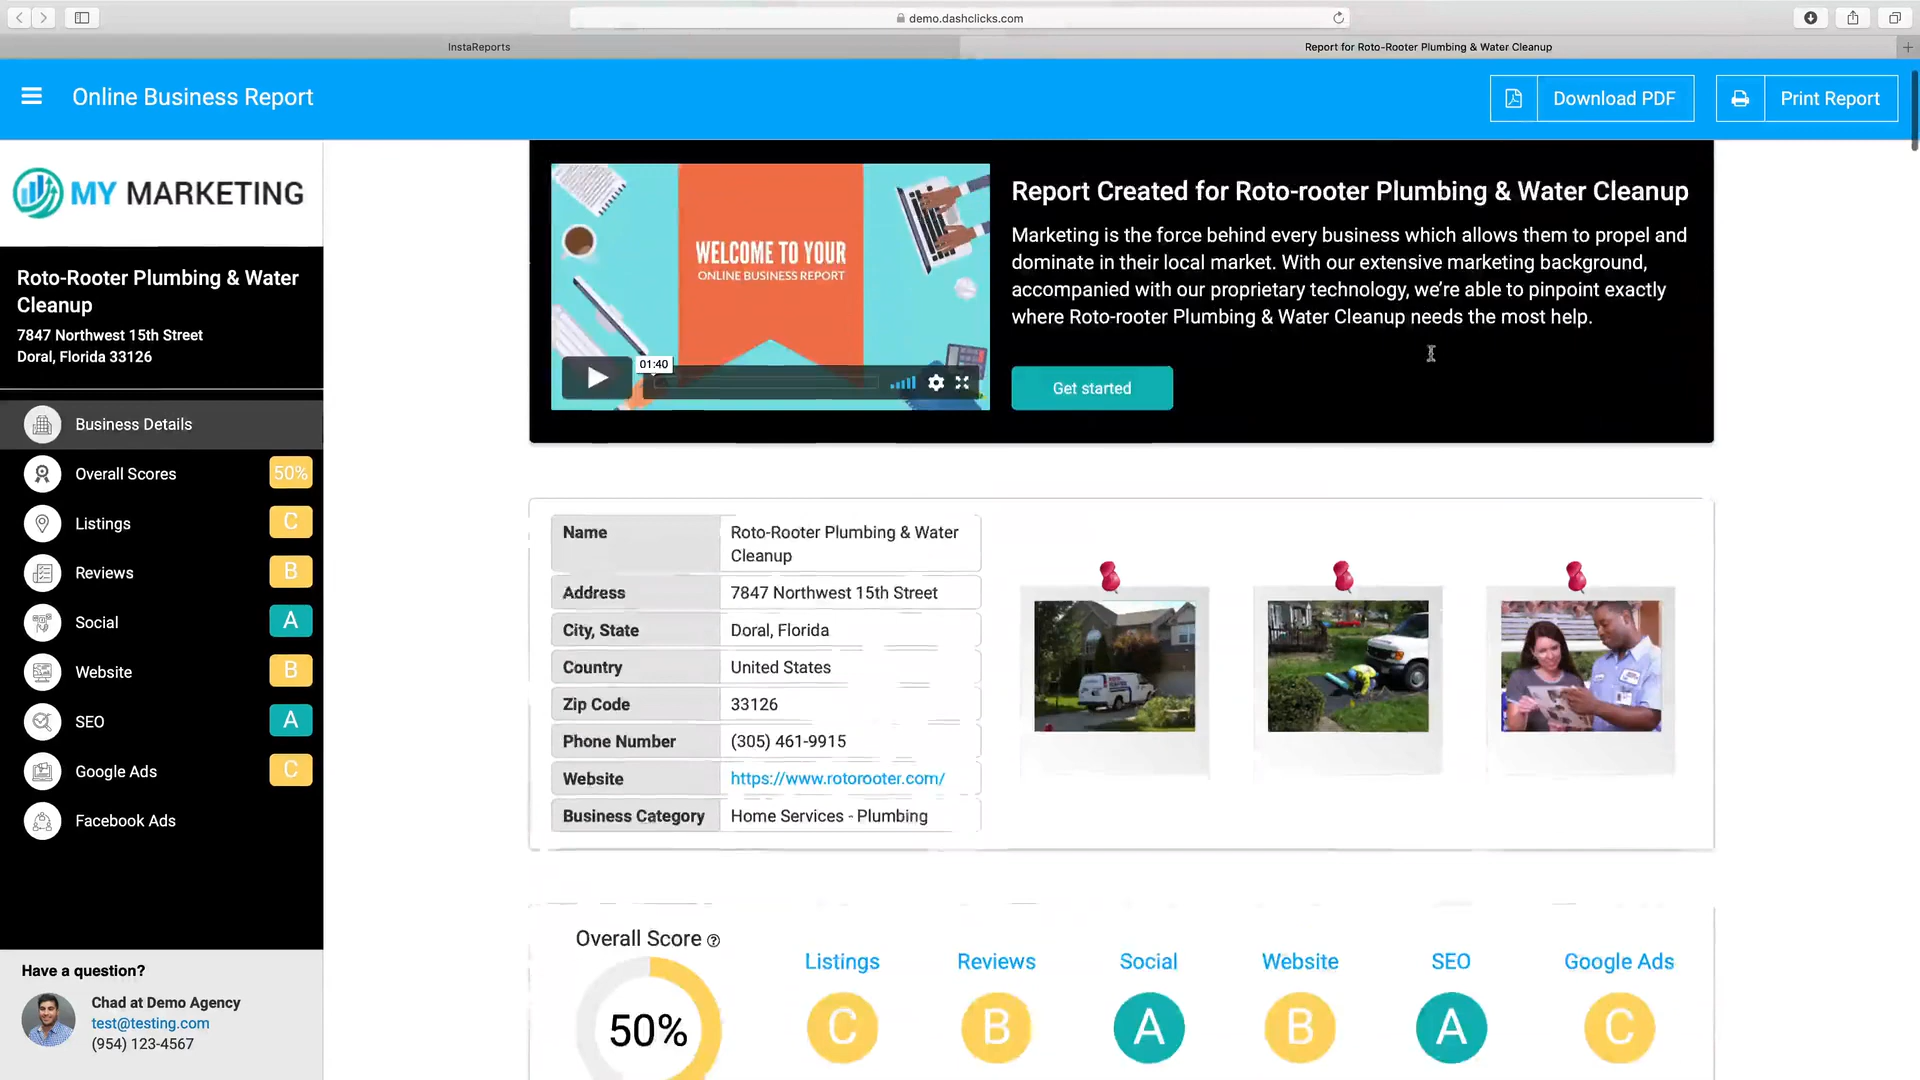 demo.dashclicks.com
InstaReports
Report for Roto-Rooter Plumbing & Water Cleanup
Online Business Report
Download PDF
Print Report
MY MARKETING
Roto-Rooter Plumbing & Water
Cleanup
7847 Northwest 15th Street
Doral, Florida 33126
Business Details
Overall Scores 50%
Listings C
Reviews B
Social A
Website B
SEO A
Google Ads C
Facebook Ads
Have a question?
Chad at Demo Agency
test@testing.com
(954) 123-4567
WELCOME TO YOUR
ONLINE BUSINESS REPORT
01:40
Report Created for Roto-rooter Plumbing & Water Cleanup
Marketing is the force behind every business which allows them to propel and
dominate in their local market. With our extensive marketing background,
accompanied with our proprietary technology, we’re able to pinpoint exactly
where Roto-rooter Plumbing & Water Cleanup needs the most help.
Get started
Name Roto-Rooter Plumbing & Water
Cleanup
Address 7847 Northwest 15th Street
City, State Doral, Florida
Country United States
Zip Code 33126
Phone Number (305) 461-9915
Website https://www.rotorooter.com/
Business Category Home Services - Plumbing
Overall Score ?
50%
Listings Reviews Social Website SEO Google Ads
C B A B A C